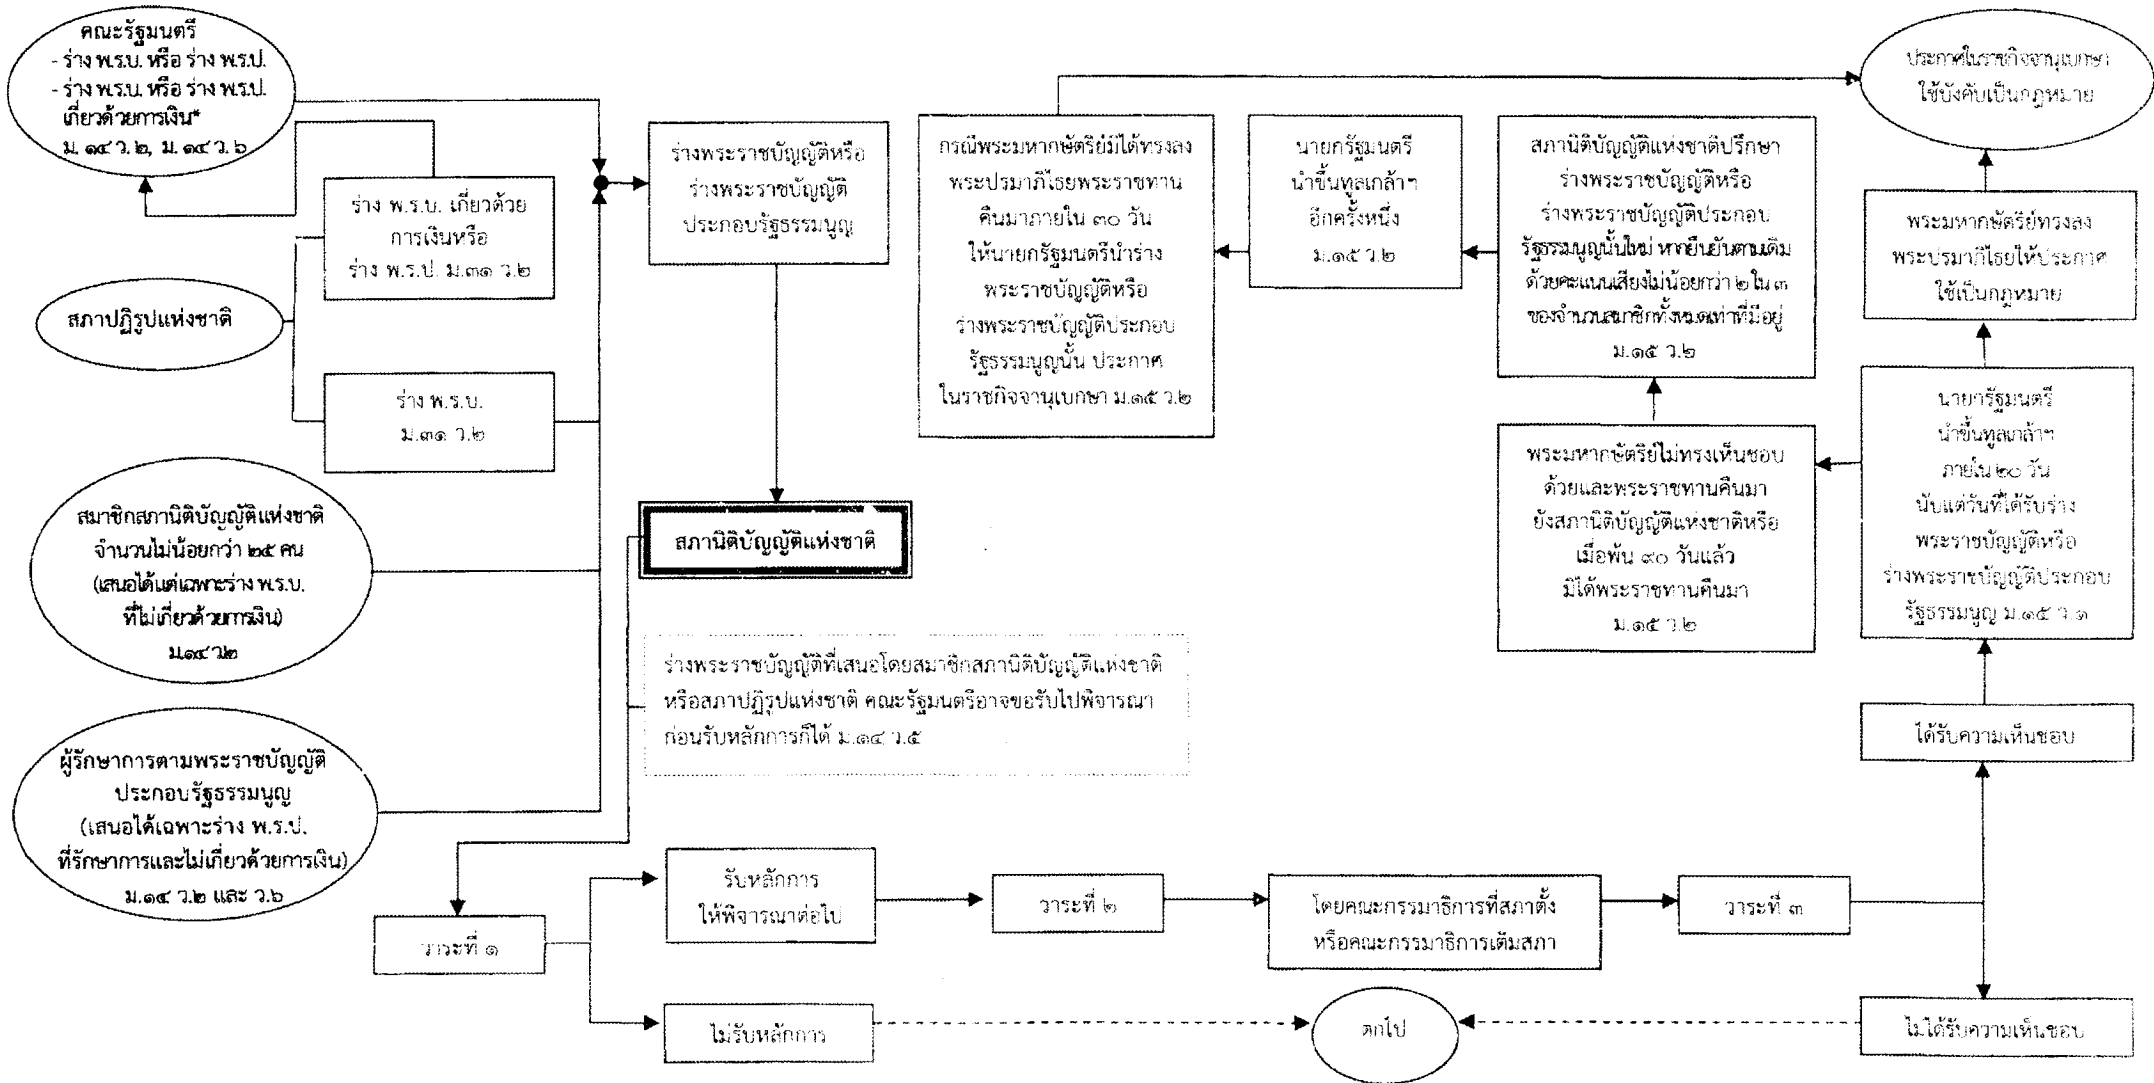 คณะรัฐมนตรี
- ร่าง พ.ร.บ. หรือ ร่าง พ.ร.ป.
- ร่าง พ.ร.บ. หรือ ร่าง พ.ร.ป.
เกี่ยวด้วยการเงิน*
ม. ๑๔ ว. ๒, ม. ๑๔ ว. ๖
ร่าง พ.ร.บ. เกี่ยวด้วย
การเงินหรือ
ร่าง พ.ร.ป. ม.๓๑ ว.๒
สภาปฏิรูปแห่งชาติ
ร่าง พ.ร.บ.
ม.๓๑ ว.๒
สมาชิกสภานิติบัญญัติแห่งชาติ
จำนวนไม่น้อยกว่า ๒๕ คน
(เสนอได้แต่เฉพาะร่าง พ.ร.บ.
ที่ไม่เกี่ยวด้วยการเงิน)
ม.๑๔ ว.๒
ผู้รักษาการตามพระราชบัญญัติ
ประกอบรัฐธรรมนูญ
(เสนอได้เฉพาะร่าง พ.ร.ป.
ที่รักษาการและไม่เกี่ยวด้วยการเงิน)
ม.๑๔ ว.๒ และ ว.๖
ร่างพระราชบัญญัติหรือ
ร่างพระราชบัญญัติ
ประกอบรัฐธรรมนูญ
สภานิติบัญญัติแห่งชาติ
ร่างพระราชบัญญัติที่เสนอโดยสมาชิกสภานิติบัญญัติแห่งชาติ
หรือสภาปฏิรูปแห่งชาติ คณะรัฐมนตรีอาจขอรับไปพิจารณา
ก่อนรับหลักการก็ได้ ม.๑๔ ว.๕
วาระที่ ๑
รับหลักการ
ให้พิจารณาต่อไป
ไม่รับหลักการ
วาระที่ ๒
โดยคณะกรรมาธิการที่สภาตั้ง
หรือคณะกรรมาธิการเต็มสภา
วาระที่ ๓
ตกไป
ได้รับความเห็นชอบ
ไม่ได้รับความเห็นชอบ
นายกรัฐมนตรี
นำขึ้นทูลเกล้าฯ
ภายใน ๒๐ วัน
นับแต่วันที่ได้รับร่าง
พระราชบัญญัติหรือ
ร่างพระราชบัญญัติประกอบ
รัฐธรรมนูญ ม.๑๕ ว.๑
พระมหากษัตริย์ทรงลง
พระปรมาภิไธยให้ประกาศ
ใช้เป็นกฎหมาย
ประกาศในราชกิจจานุเบกษา
ใช้บังคับเป็นกฎหมาย
พระมหากษัตริย์ไม่ทรงเห็นชอบ
ด้วยและพระราชทานคืนมา
ยังสภานิติบัญญัติแห่งชาติหรือ
เมื่อพ้น ๙๐ วันแล้ว
มิได้พระราชทานคืนมา
ม.๑๕ ว.๒
สภานิติบัญญัติแห่งชาติปรึกษา
ร่างพระราชบัญญัติหรือ
ร่างพระราชบัญญัติประกอบ
รัฐธรรมนูญนั้นใหม่ หากยืนยันตามเดิม
ด้วยคะแนนเสียงไม่น้อยกว่า ๒ ใน ๓
ของจำนวนสมาชิกทั้งหมดเท่าที่มีอยู่
ม.๑๕ ว.๒
นายกรัฐมนตรี
นำขึ้นทูลเกล้าฯ
อีกครั้งหนึ่ง
ม.๑๕ ว.๒
กรณีพระมหากษัตริย์มิได้ทรงลง
พระปรมาภิไธยพระราชทาน
คืนมาภายใน ๓๐ วัน
ให้นายกรัฐมนตรีนำร่าง
พระราชบัญญัติหรือ
ร่างพระราชบัญญัติประกอบ
รัฐธรรมนูญนั้น ประกาศ
ในราชกิจจานุเบกษา ม.๑๕ ว.๒